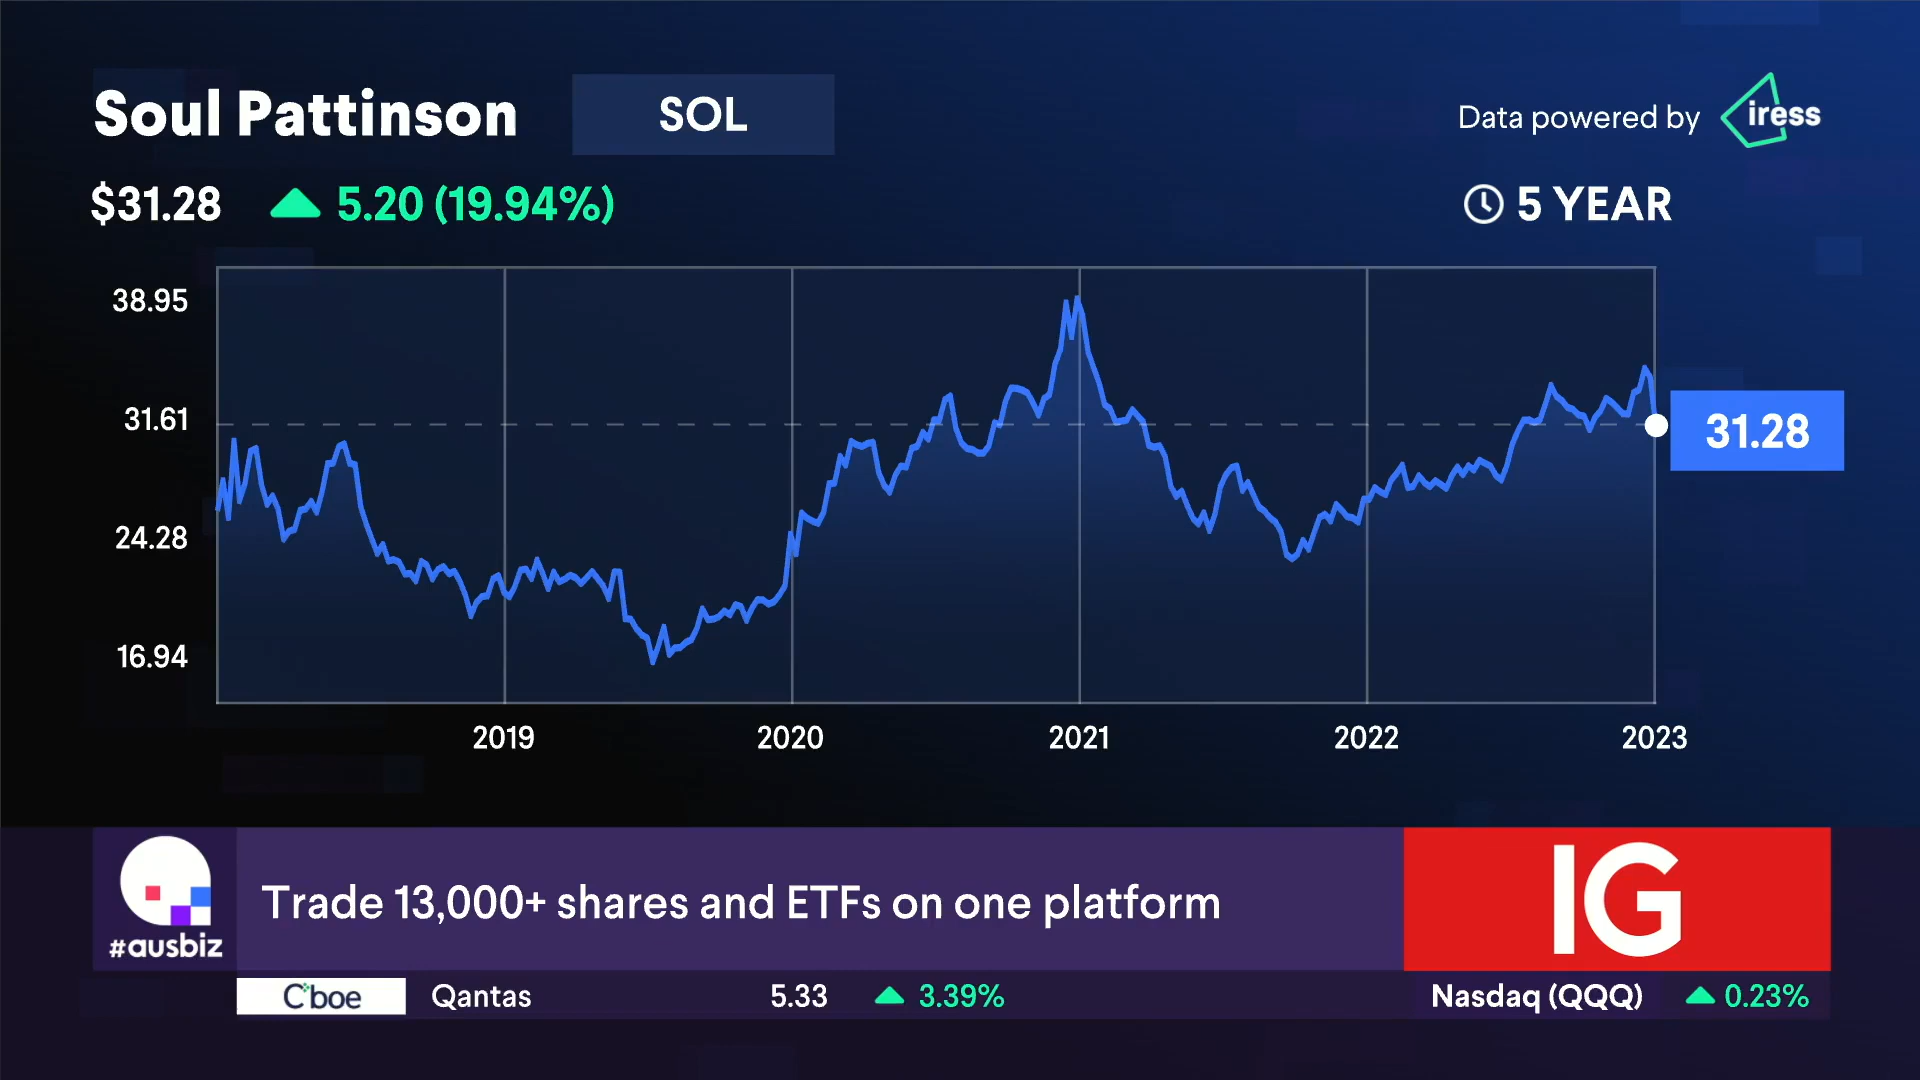 Soul Pattinson
SOL
Data powered by iress
$31.28 5.20 (19.94%)
5 YEAR
38.95
31.61
24.28
16.94
31.28
2019 2020 2021 2022 2023
#ausbiz
Trade 13,000+ shares and ETFs on one platform
IG
Cboe Qantas 5.33 3.39%
Nasdaq (QQQ) 0.23%